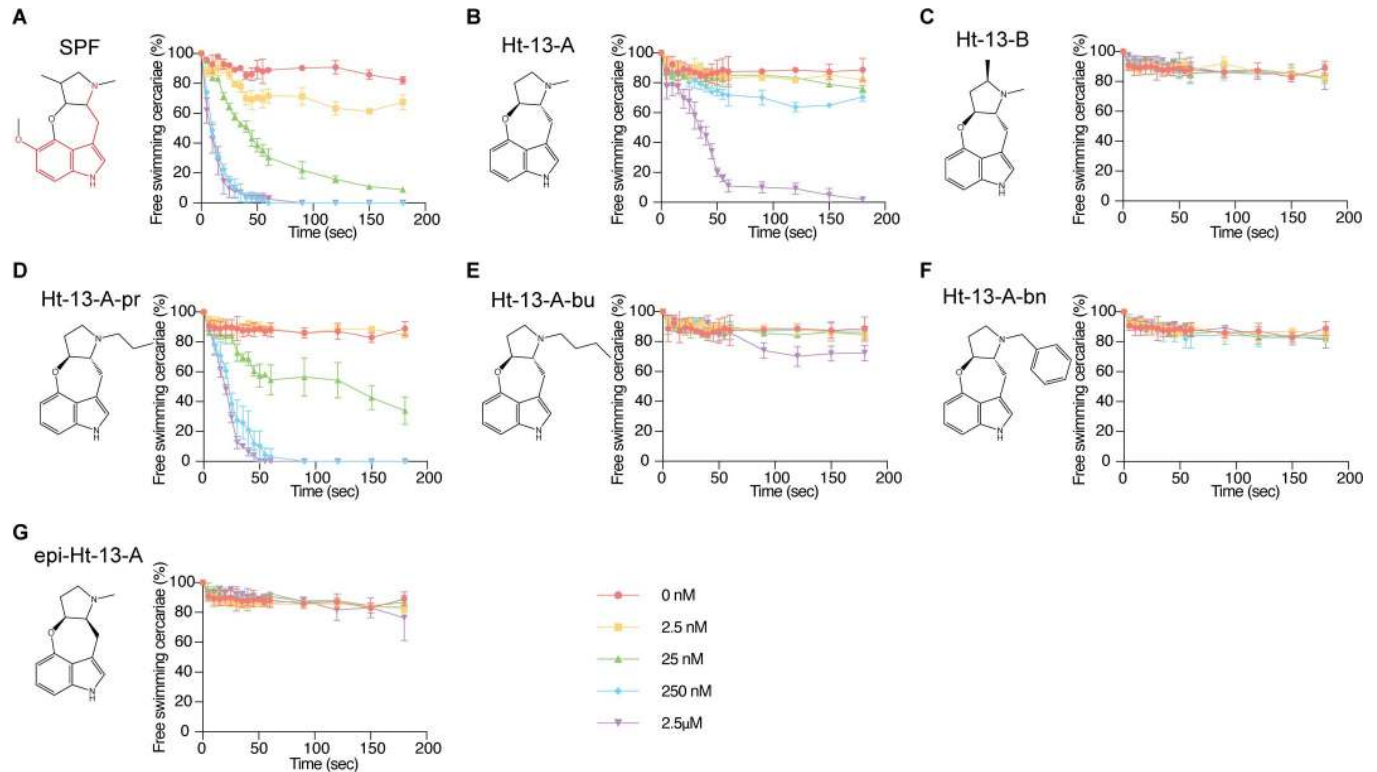 A
SPF
N
O
O
NH
Free swimming cercariae (%)
100
80
60
40
20
0
0 50 100 150 200
Time (sec)
B
Ht-13-A
N
O
NH
Free swimming cercariae (%)
100
80
60
40
20
0
0 50 100 150 200
Time (sec)
C
Ht-13-B
N
O
NH
Free swimming cercariae (%)
100
80
60
40
20
0
0 50 100 150 200
Time (sec)
D
Ht-13-A-pr
N
O
NH
Free swimming cercariae (%)
100
80
60
40
20
0
0 50 100 150 200
Time (sec)
E
Ht-13-A-bu
N
O
NH
Free swimming cercariae (%)
100
80
60
40
20
0
0 50 100 150 200
Time (sec)
F
Ht-13-A-bn
N
O
NH
Free swimming cercariae (%)
100
80
60
40
20
0
0 50 100 150 200
Time (sec)
G
epi-Ht-13-A
N
O
NH
Free swimming cercariae (%)
100
80
60
40
20
0
0 50 100 150 200
Time (sec)
0 nM
2.5 nM
25 nM
250 nM
2.5µM